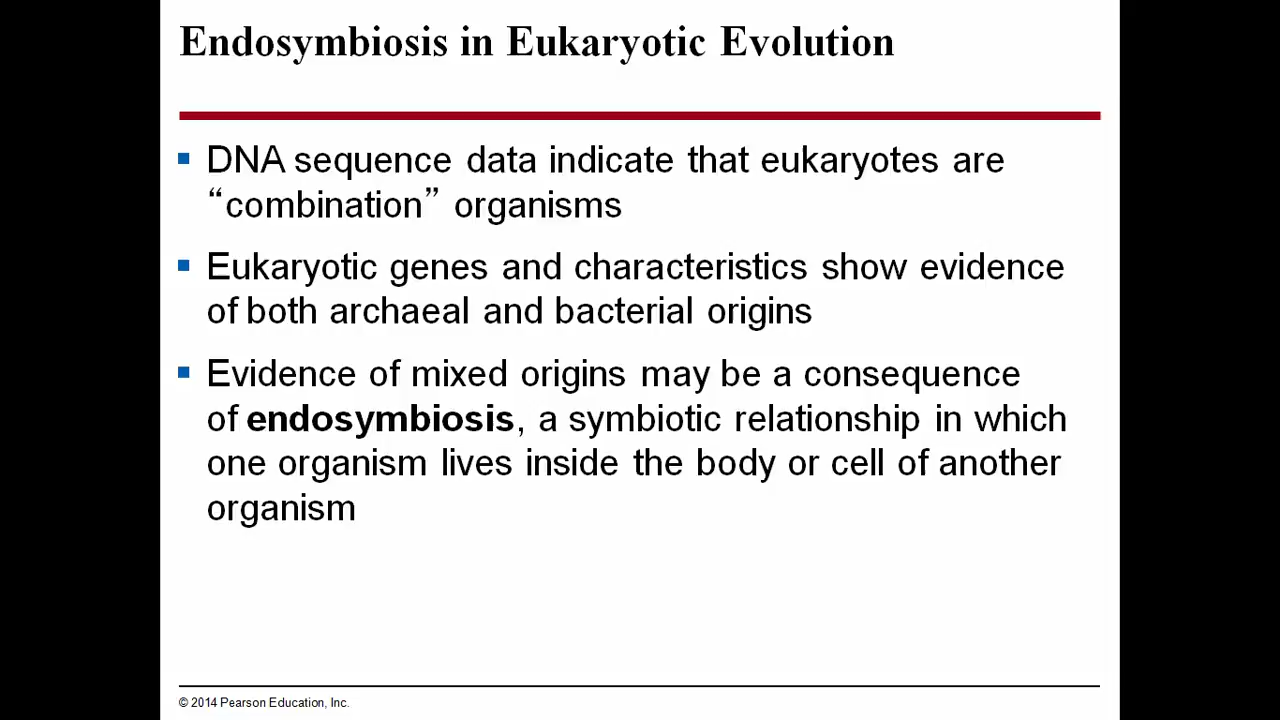 Endosymbiosis in Eukaryotic Evolution
DNA sequence data indicate that eukaryotes are
“combination” organisms
Eukaryotic genes and characteristics show evidence
of both archaeal and bacterial origins
Evidence of mixed origins may be a consequence
of endosymbiosis, a symbiotic relationship in which
one organism lives inside the body or cell of another
organism
© 2014 Pearson Education, Inc.